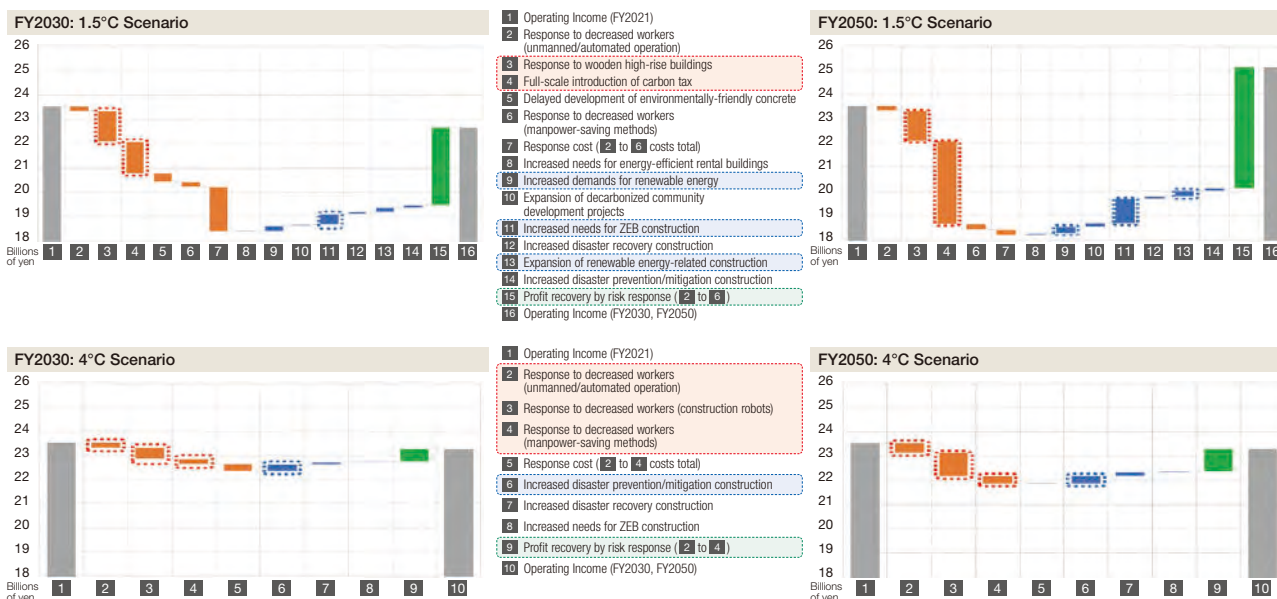 FY2030: 1.5°C Scenario
26
25
24
23
22
21
20
19
18
Billions
of yen
1 2 3 4 5 6 7 8 9 10 11 12 13 14 15 16
1 Operating Income (FY2021)
2 Response to decreased workers
(unmanned/automated operation)
3 Response to wooden high-rise buildings
4 Full-scale introduction of carbon tax
5 Delayed development of environmentally-friendly concrete
6 Response to decreased workers
(manpower-saving methods)
7 Response cost ( 2 to 6 costs total)
8 Increased needs for energy-efficient rental buildings
9 Increased demands for renewable energy
10 Expansion of decarbonized community
development projects
11 Increased needs for ZEB construction
12 Increased disaster recovery construction
13 Expansion of renewable energy-related construction
14 Increased disaster prevention/mitigation construction
15 Profit recovery by risk response ( 2 to 6 )
16 Operating Income (FY2030, FY2050)
FY2050: 1.5°C Scenario
26
25
24
23
22
21
20
19
18
Billions
of yen
1 2 3 4 6 7 8 9 10 11 12 13 14 15 16
FY2030: 4°C Scenario
26
25
24
23
22
21
20
19
18
Billions
of yen
1 2 3 4 5 6 7 8 9 10
1 Operating Income (FY2021)
2 Response to decreased workers
(unmanned/automated operation)
3 Response to decreased workers (construction robots)
4 Response to decreased workers
(manpower-saving methods)
5 Response cost ( 2 to 4 costs total)
6 Increased disaster prevention/mitigation construction
7 Increased disaster recovery construction
8 Increased needs for ZEB construction
9 Profit recovery by risk response ( 2 to 4 )
10 Operating Income (FY2030, FY2050)
FY2050: 4°C Scenario
26
25
24
23
22
21
20
19
18
Billions
of yen
1 2 3 4 5 6 7 8 9 10